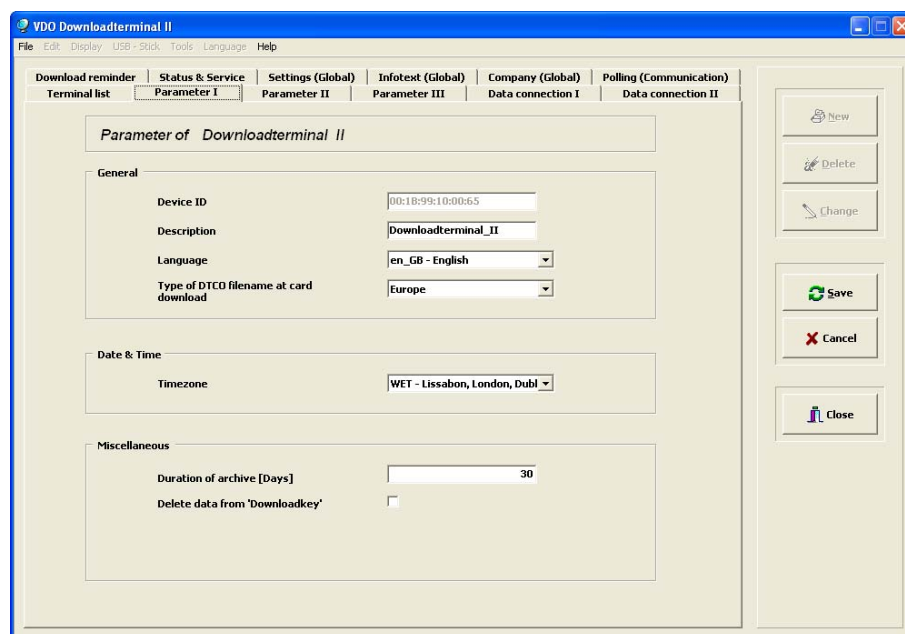 VDO Downloadterminal II
File Edit Display USB - Stick Tools Language Help
Download reminder Status & Service Settings (Global) Infotext (Global) Company (Global) Polling (Communication)
Terminal list Parameter I Parameter II Parameter III Data connection I Data connection II
Parameter of Downloadterminal II
General
Device ID 00:18:99:10:00:65
Description Downloadterminal_II
Language en_GB - English
Type of DTCO filename at card
download
Europe
Date & Time
Timezone WET - Lissabon, London, Dubl
Miscellaneous
Duration of archive [Days] 30
Delete data from 'Downloadkey'
New
Delete
Change
Save
Cancel
Close